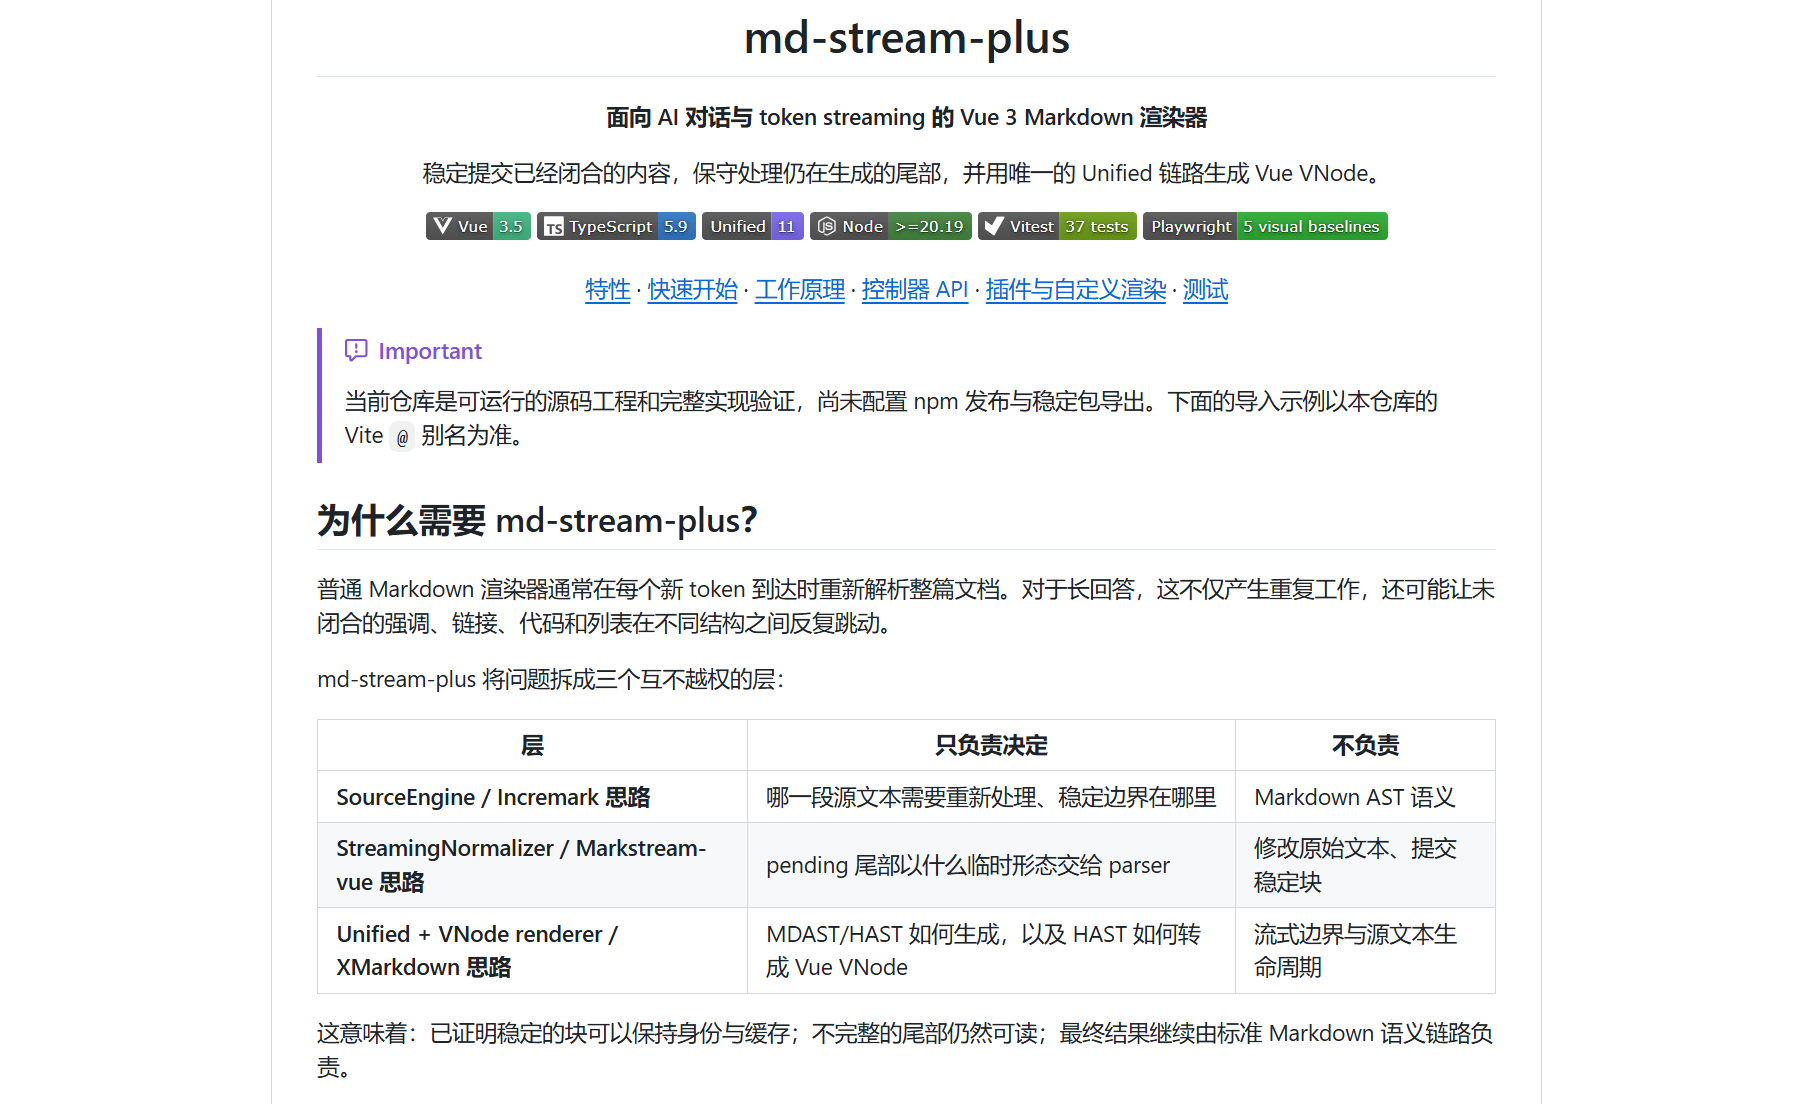 md-stream-plus
面向 AI 对话与 token streaming 的 Vue 3 Markdown 渲染器
稳定提交已经闭合的内容，保守处理仍在生成的尾部，并用唯一的 Unified 链路生成 Vue VNode。
Vue 3.5 TS TypeScript 5.9 Unified 11 JS Node >=20.19 Vitest 37 tests Playwright 5 visual baselines
特性 · 快速开始 · 工作原理 · 控制器 API · 插件与自定义渲染 · 测试
Important
当前仓库是可运行的源码工程和完整实现验证，尚未配置 npm 发布与稳定包导出。下面的导入示例以本仓库的
Vite @ 别名为准。
为什么需要 md-stream-plus？
普通 Markdown 渲染器通常在每个新 token 到达时重新解析整篇文档。对于长回答，这不仅产生重复工作，还可能让未
闭合的强调、链接、代码和列表在不同结构之间反复跳动。
md-stream-plus 将问题拆成三个互不越权的层：
层 只负责决定 不负责
SourceEngine / Incremark 思路 哪一段源文本需要重新处理、稳定边界在哪里 Markdown AST 语义
StreamingNormalizer / Markstream-
vue 思路
pending 尾部以什么临时形态交给 parser
修改原始文本、提交
稳定块
Unified + VNode renderer /
XMarkdown 思路
MDAST/HAST 如何生成，以及 HAST 如何转
成 Vue VNode
流式边界与源文本生
命周期
这意味着：已证明稳定的块可以保持身份与缓存；不完整的尾部仍然可读；最终结果继续由标准 Markdown 语义链路负
责。